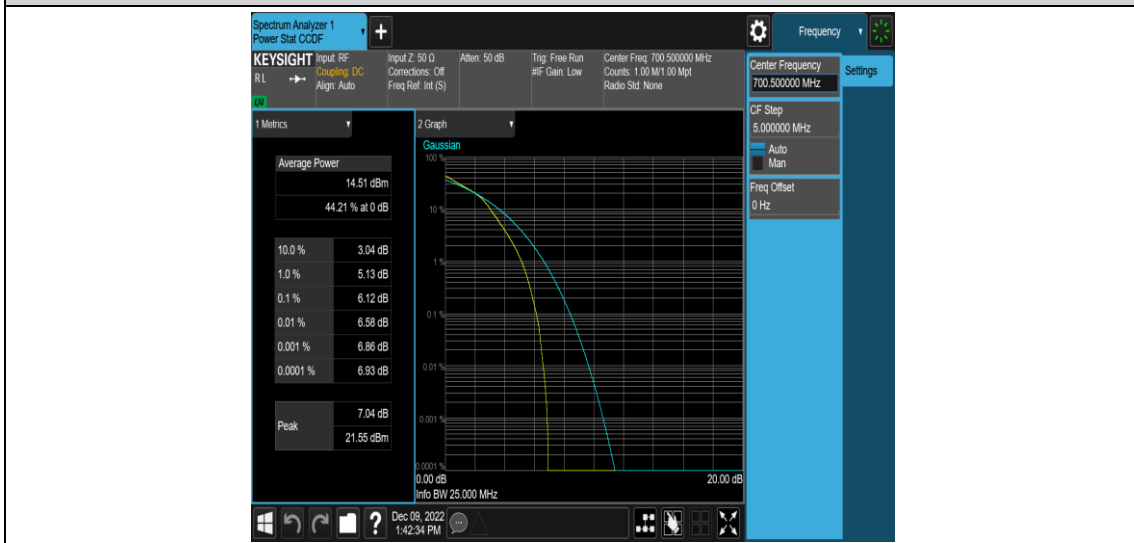 Spectrum Analyzer 1
Power Stat CCDF
Frequency
KEYSIGHT
RL
Input: RF
Coupling: DC
Align: Auto
Input Z: 50 Ω
Corrections: Off
Freq Ref: Int (S)
Atten: 50 dB
Trig: Free Run
#IF Gain: Low
Center Freq: 700.500000 MHz
Counts: 1.00 M/1.00 Mpt
Radio Std: None
Center Frequency
700.500000 MHz
Settings
CF Step
5.000000 MHz
Auto
Man
Freq Offset
0 Hz
1 Metrics
Average Power
14.51 dBm
44.21 % at 0 dB
10.0 % 3.04 dB
1.0 % 5.13 dB
0.1 % 6.12 dB
0.01 % 6.58 dB
0.001 % 6.86 dB
0.0001 % 6.93 dB
Peak
7.04 dB
21.55 dBm
2 Graph
Gaussian
100 %
10 %
1 %
0.1 %
0.01 %
0.001 %
0.0001 %
0.00 dB
20.00 dB
Info BW 25.000 MHz
?
Dec 09, 2022
1:42:34 PM